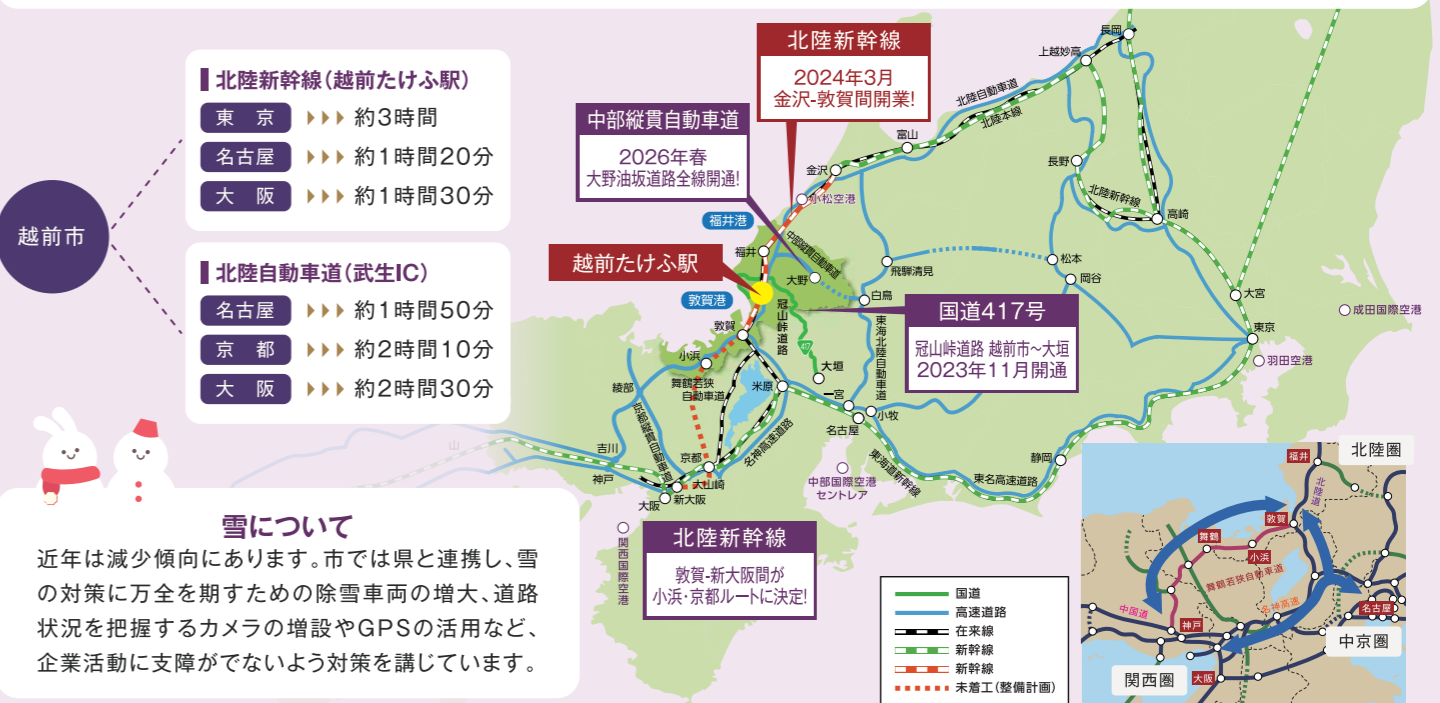 越前市
北陸新幹線(越前たけふ駅)
東 京 約3時間
名古屋 約1時間20分
大 阪 約1時間30分
北陸自動車道(武生IC)
名古屋 約1時間50分
京 都 約2時間10分
大 阪 約2時間30分
雪について
近年は減少傾向にあります。市では県と連携し、雪
の対策に万全を期すための除雪車両の増大、道路
状況を把握するカメラの増設やGPSの活用など、
企業活動に支障がでないよう対策を講じています。
北陸新幹線
2024年3月
金沢-敦賀間開業!
中部縦貫自動車道
2026年春
大野油坂道路全線開通!
越前たけふ駅
国道417号
冠山峠道路 越前市~大垣
2023年11月開通
北陸新幹線
敦賀-新大阪間が
小浜・京都ルートに決定!
長岡
上越妙高
北陸自動車道
北陸本線
富山
金沢
小松空港
長野
北陸新幹線
高崎
福井港
福井
中部縦貫自動車道
大野
飛騨清見
松本
岡谷
白鳥
大宮
成田国際空港
東京
羽田空港
敦賀港
敦賀
冠山峠道路
417
東海北陸自動車道
小浜
舞鶴若狭
自動車道
綾部
京都縦貫自動車道
米原
大垣
一宮
小牧
名古屋
名神高速道路
吉川
神戸
京都
大山崎
大阪
新大阪
山
中部国際空港
セントレア
東海道新幹線
東名高速道路
静岡
関西国際空港
国道
高速道路
在来線
新幹線
新幹線
未着工(整備計画)
北陸圏
福井
北陸道
敦賀
舞鶴
小浜
舞鶴若狭自動車道
中国道
名神高速
神戸
名古屋
中京圏
関西圏
大阪